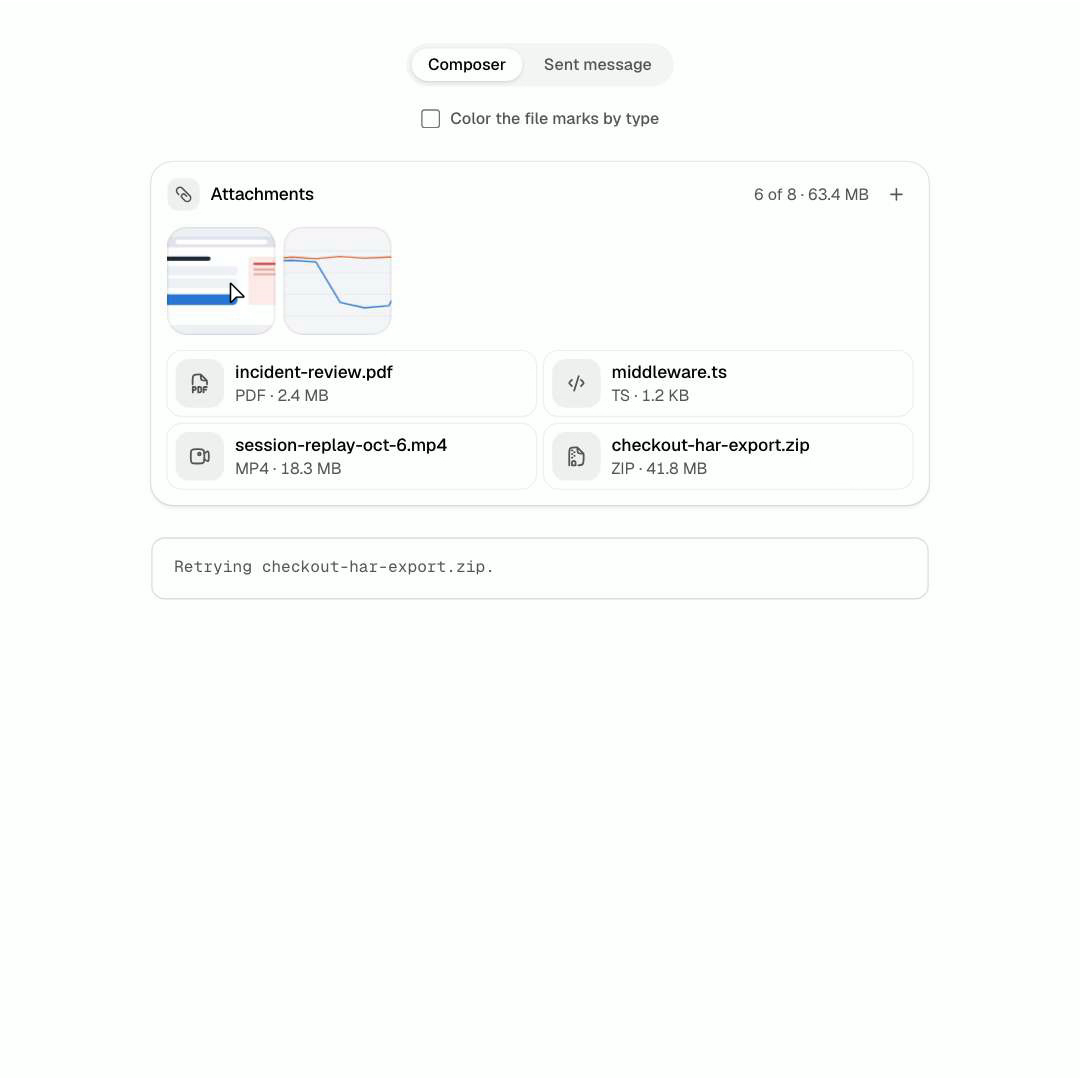 Composer
Sent message
Color the file marks by type
Attachments
6 of 8 · 63.4 MB
incident-review.pdf
PDF · 2.4 MB
PDF
middleware.ts
TS · 1.2 KB
session-replay-oct-6.mp4
MP4 · 18.3 MB
checkout-har-export.zip
ZIP · 41.8 MB
Retrying checkout-har-export.zip.